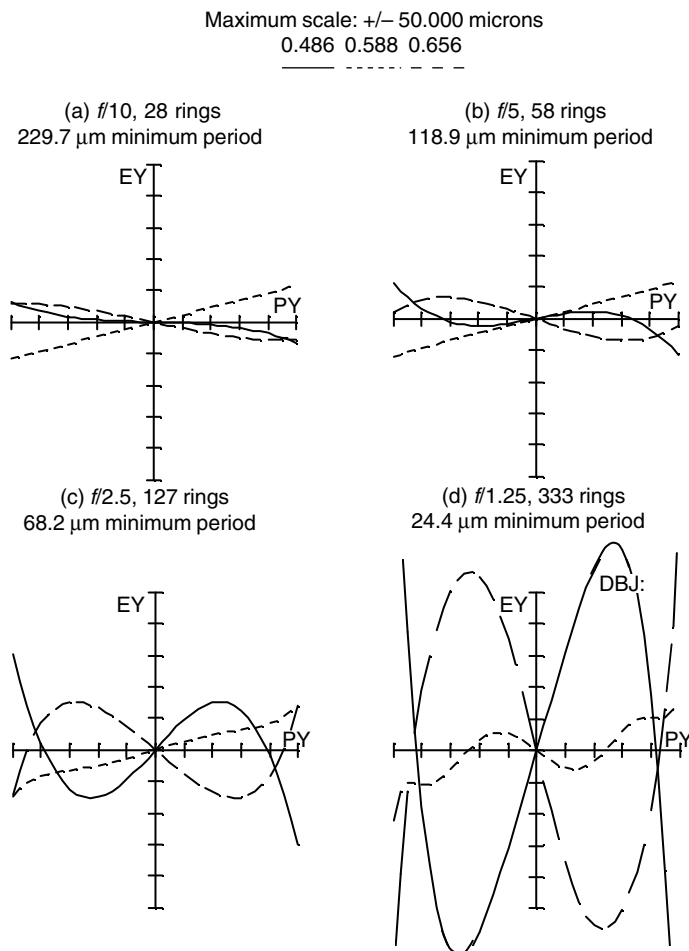 Maximum scale: +/– 50.000 microns
0.486 0.588 0.656
(a) f/10, 28 rings
229.7 μm minimum period
EY
PY
(b) f/5, 58 rings
118.9 μm minimum period
EY
PY
(c) f/2.5, 127 rings
68.2 μm minimum period
EY
PY
(d) f/1.25, 333 rings
24.4 μm minimum period
DBJ:
EY
PY